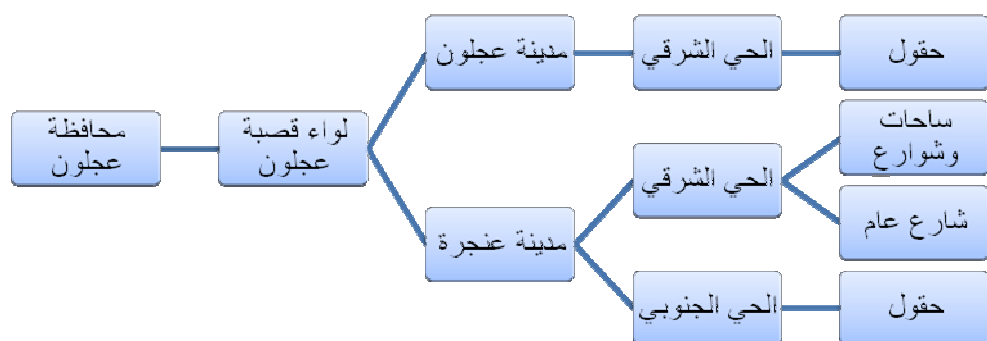 محافظة
عجلون
لواء قصبة
عجلون
مدينة عجلون
الحي الشرقي
حقول
مدينة عنجرة
الحي الشرقي
ساحات
وشوارع
شارع عام
الحي الجنوبي
حقول